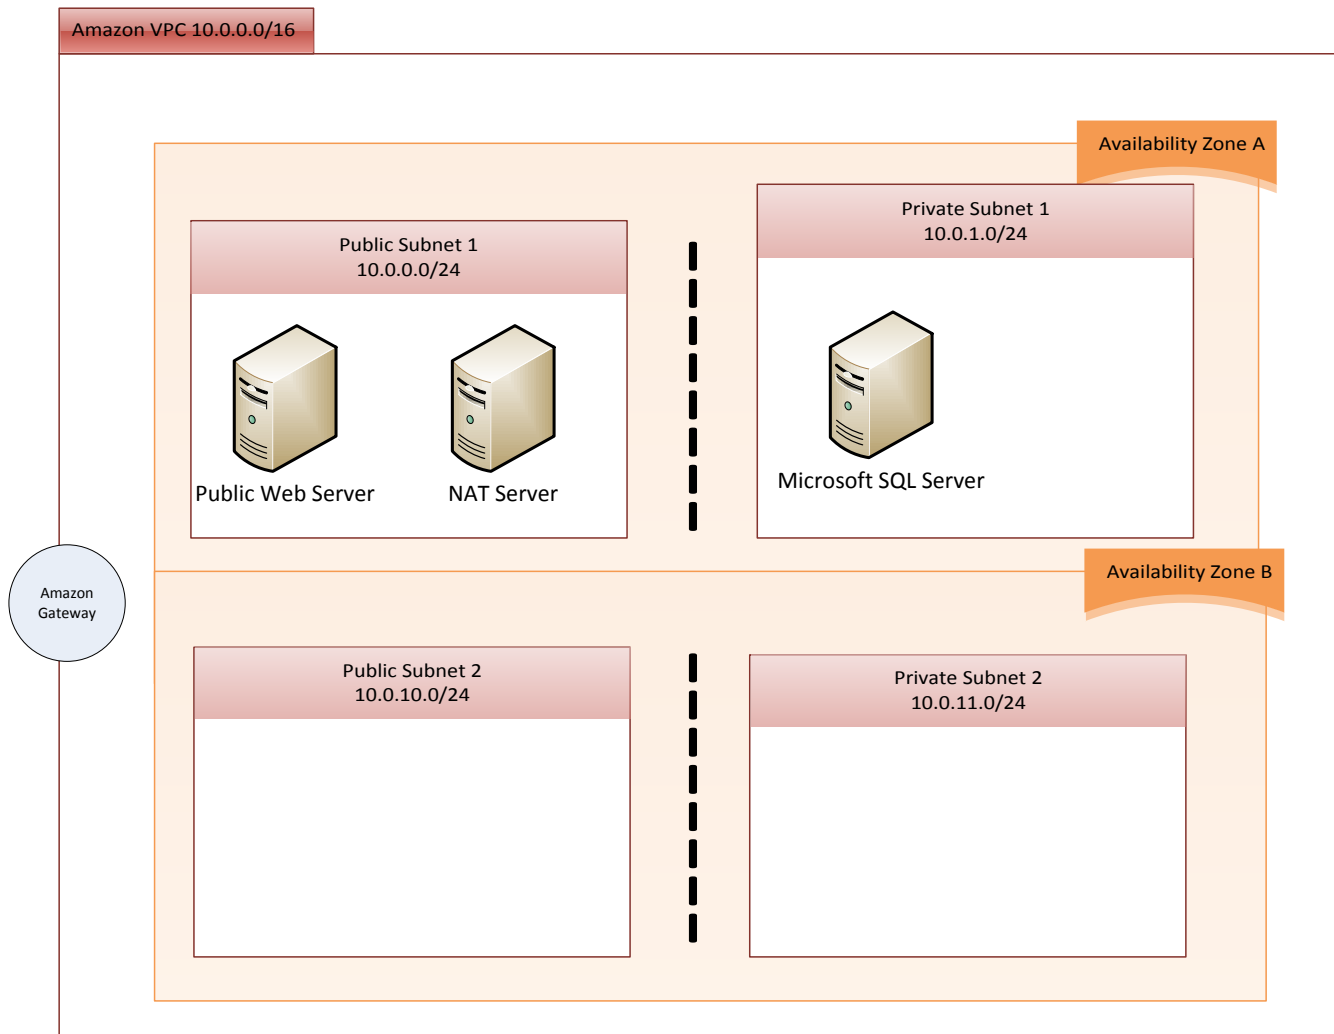 Amazon VPC 10.0.0.0/16
Availability Zone A
Public Subnet 1
10.0.0.0/24
Private Subnet 1
10.0.1.0/24
Public Web Server
NAT Server
Microsoft SQL Server
Amazon
Gateway
Availability Zone B
Public Subnet 2
10.0.10.0/24
Private Subnet 2
10.0.11.0/24